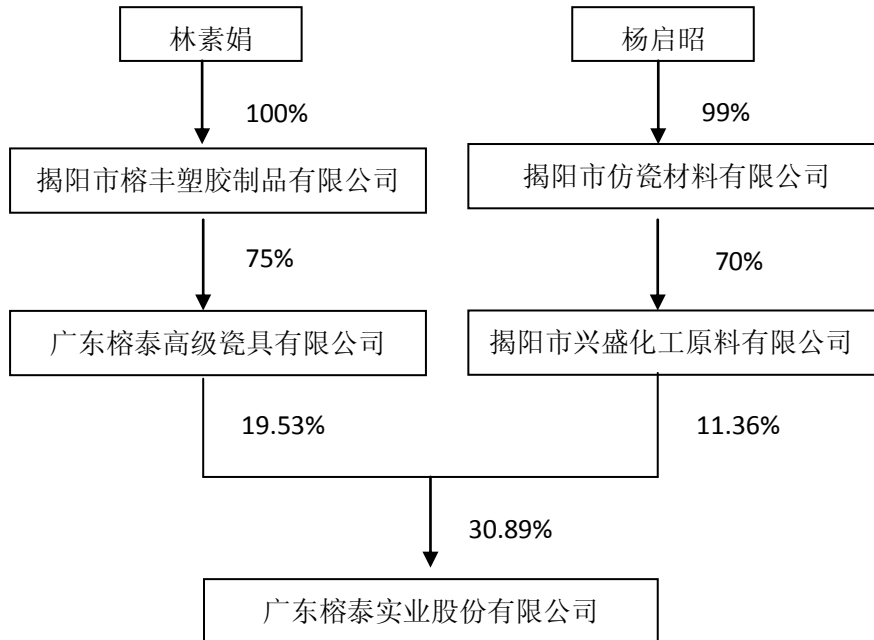 林素娟
杨启昭
100%
99%
揭阳市榕丰塑胶制品有限公司
揭阳市仿瓷材料有限公司
75%
70%
广东榕泰高级瓷具有限公司
揭阳市兴盛化工原料有限公司
19.53%
11.36%
30.89%
广东榕泰实业股份有限公司